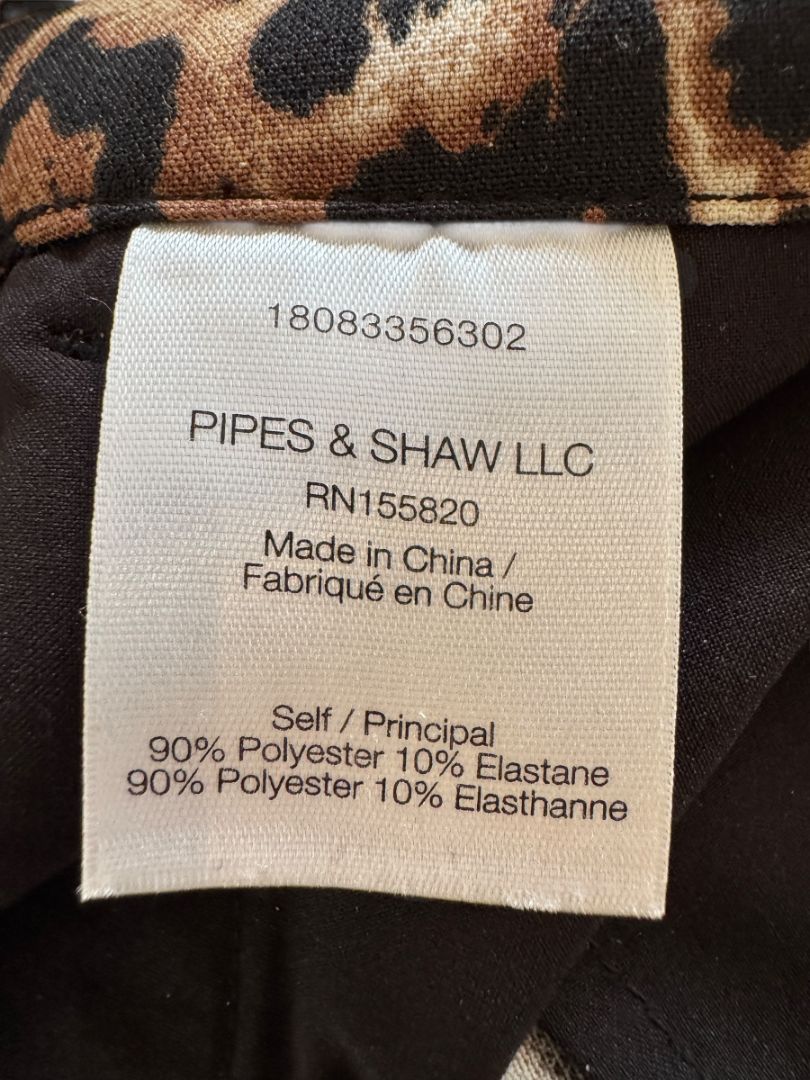 18083356302
PIPES & SHAW LLC
RN155820
Made in China /
Fabriqué en Chine
Self / Principal
90% Polyester 10% Elastane
90% Polyester 10% Elasthanne